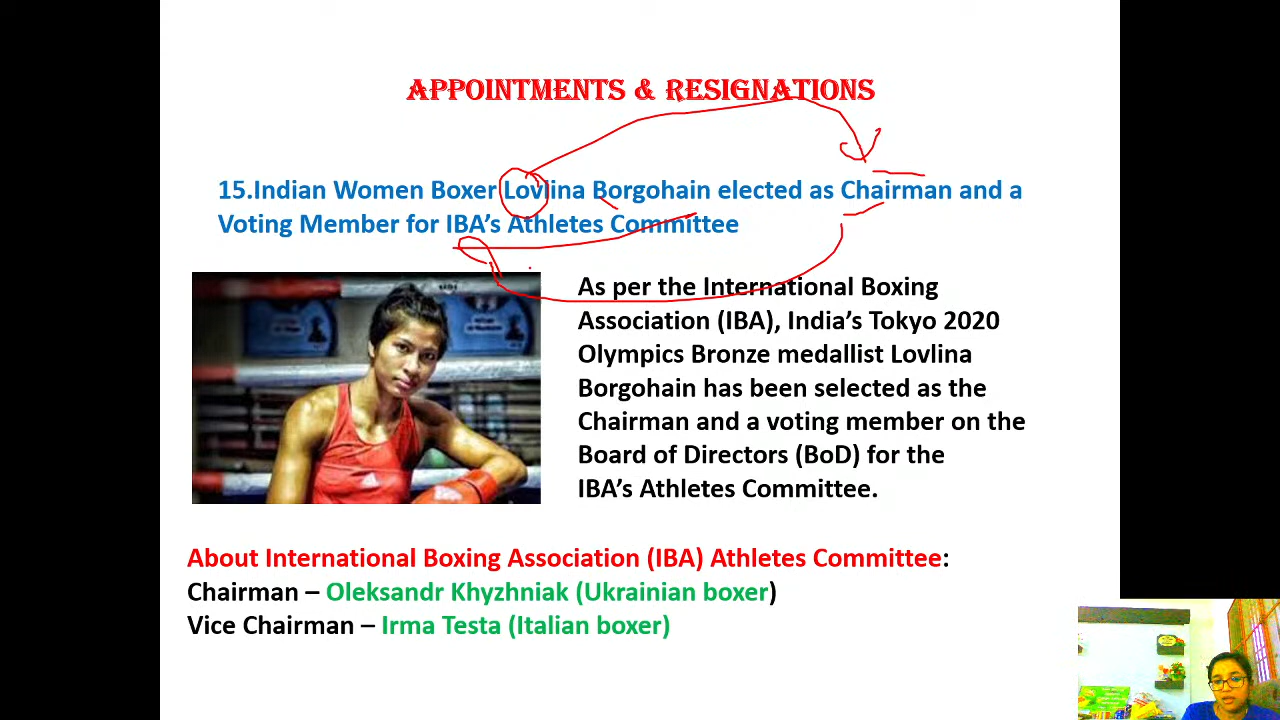 APPOINTMENTS & RESIGNATIONS
15.Indian Women Boxer Lovlina Borgohain elected as Chairman and a
Voting Member for IBA’s Athletes Committee
As per the International Boxing
Association (IBA), India’s Tokyo 2020
Olympics Bronze medallist Lovlina
Borgohain has been selected as the
Chairman and a voting member on the
Board of Directors (BoD) for the
IBA’s Athletes Committee.
About International Boxing Association (IBA) Athletes Committee:
Chairman – Oleksandr Khyzhniak (Ukrainian boxer)
Vice Chairman – Irma Testa (Italian boxer)